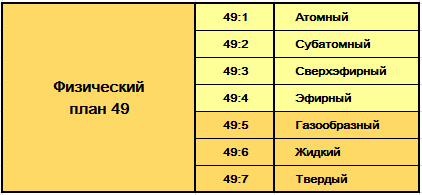 Физический
план 49
49:1 Атомный
49:2 Субатомный
49:3 Сверхэфирный
49:4 Эфирный
49:5 Газообразный
49:6 Жидкий
49:7 Твердый